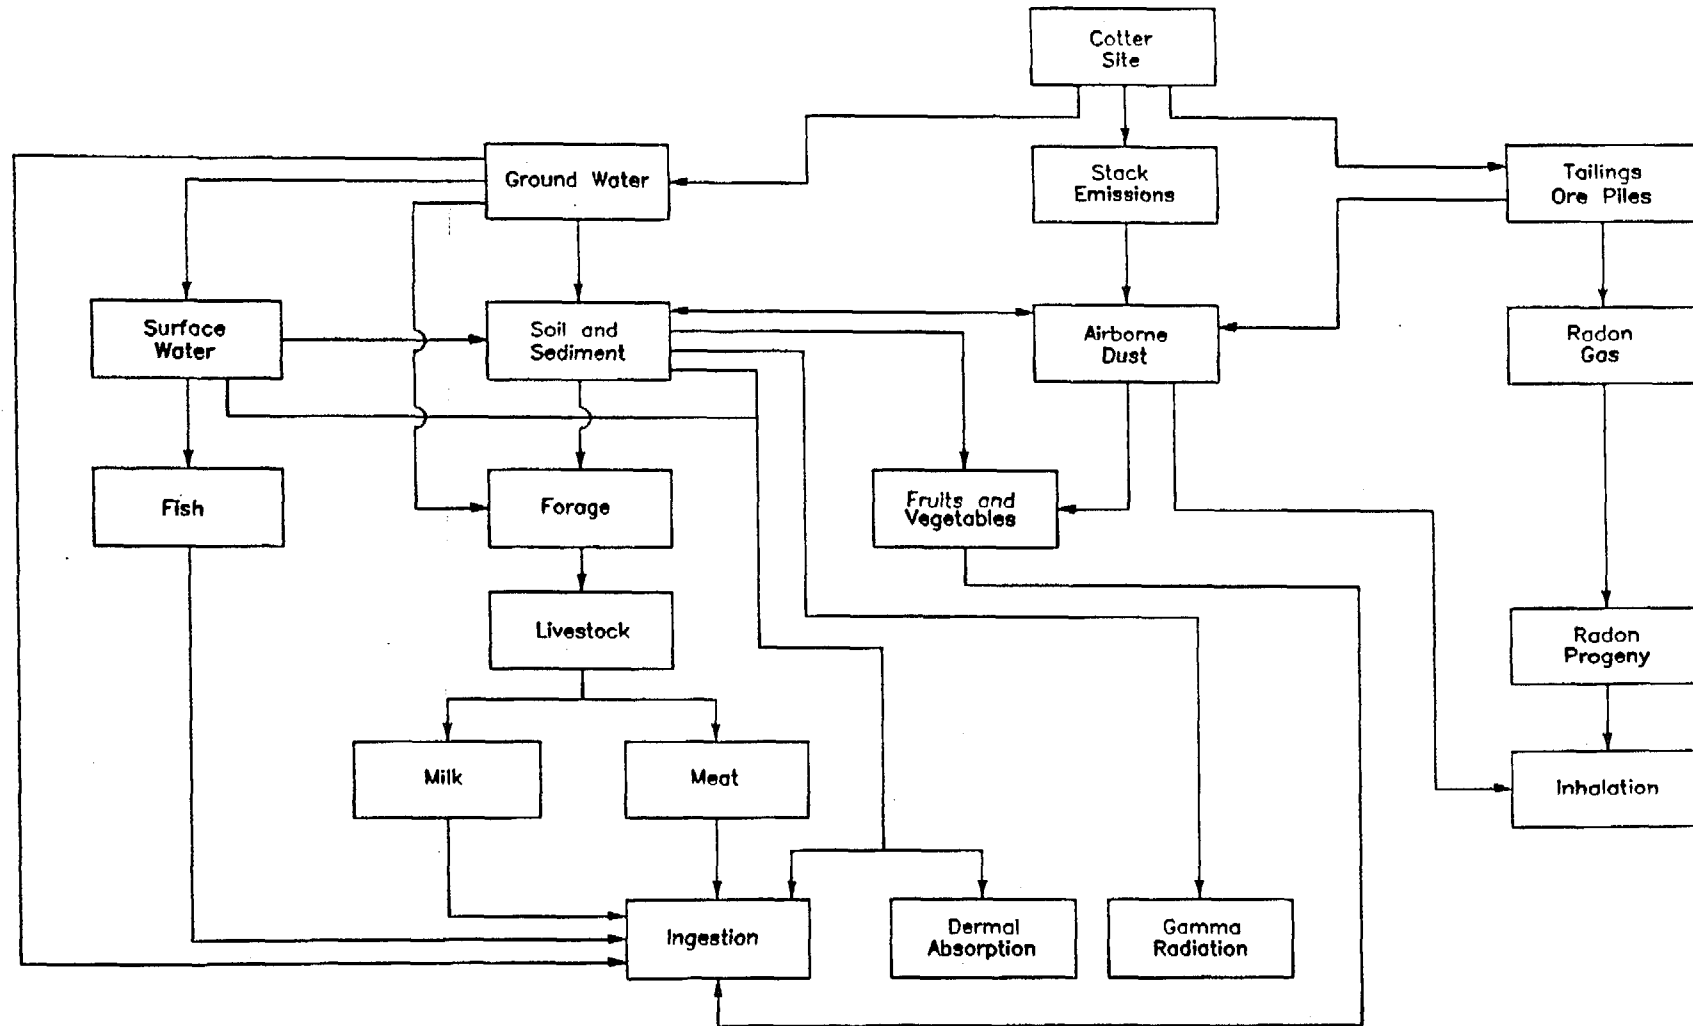 Cotter
Site
Ground Water
Stack
Emissions
Tailings
Ore Piles
Surface
Water
Soil and
Sediment
Airborne
Dust
Radon
Gas
Fish
Forage
Fruits and
Vegetables
Livestock
Radon
Progeny
Milk
Meat
Inhalation
Ingestion
Dermal
Absorption
Gamma
Radiation